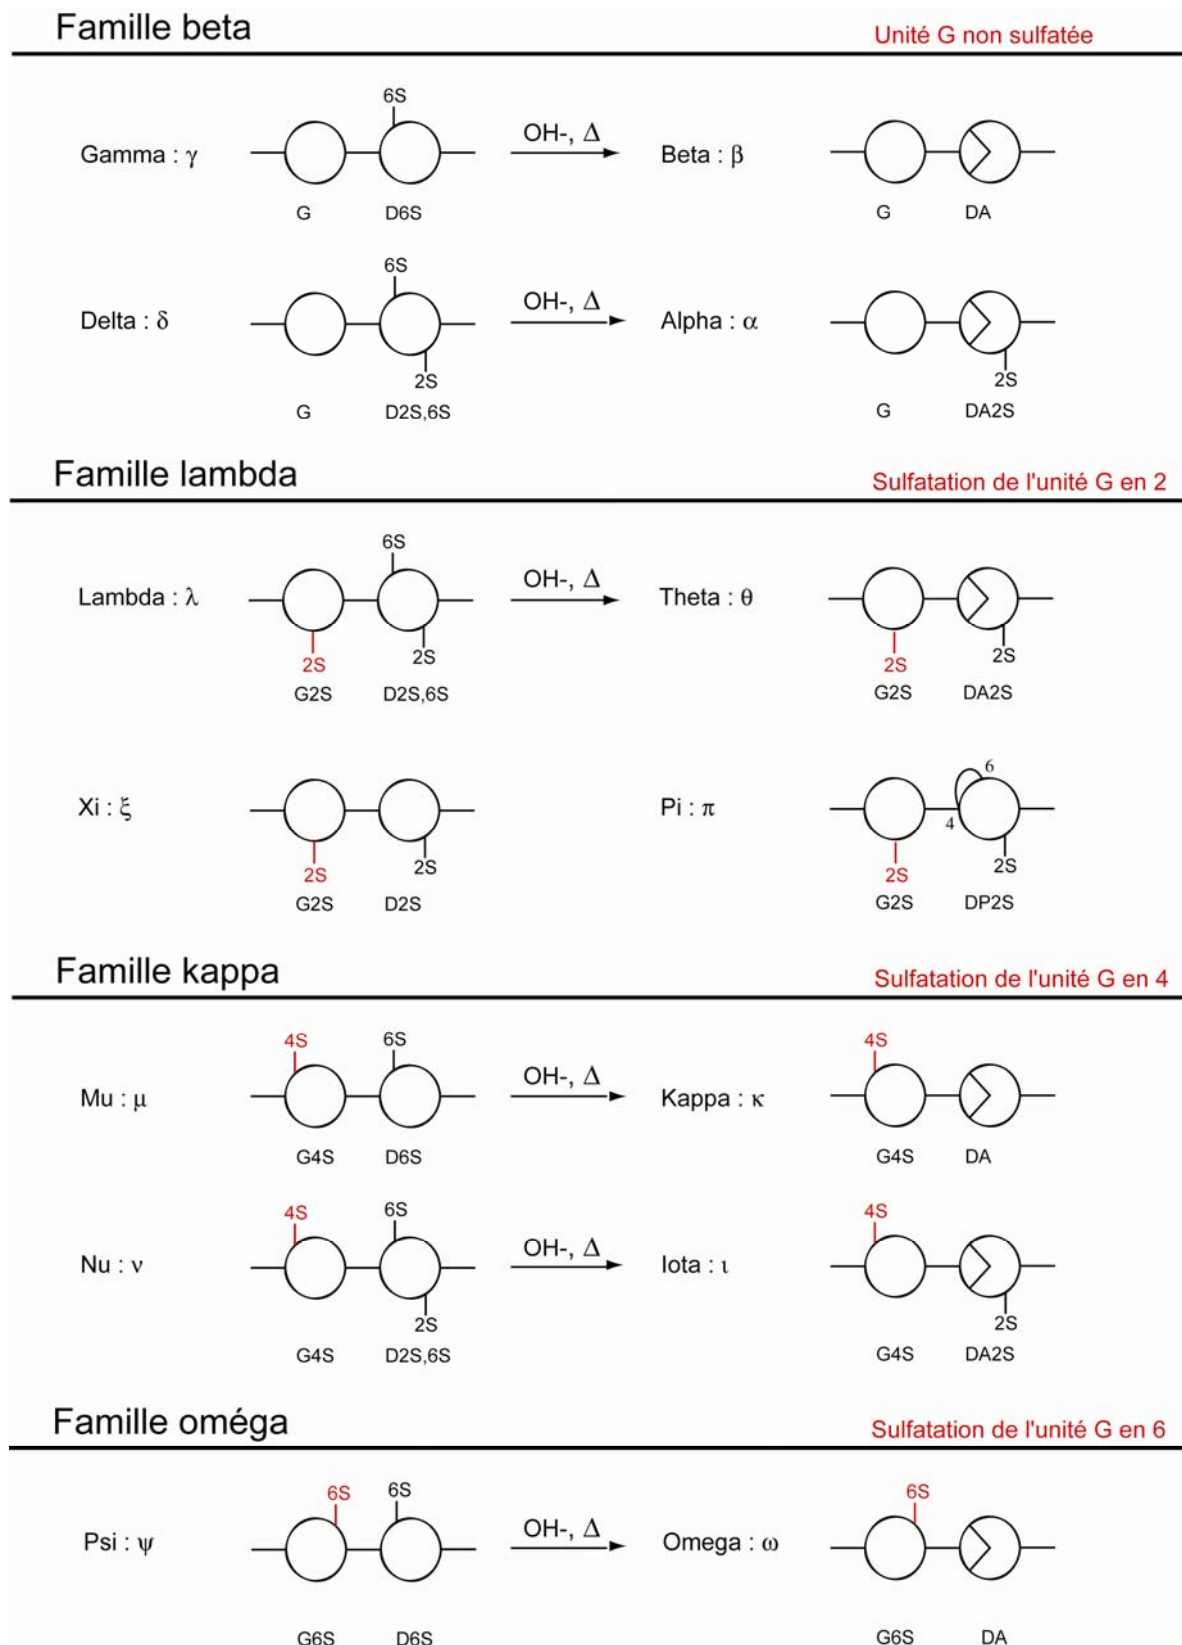 Famille beta
Unité G non sulfatée
6S
Gamma : γ
OH-, Δ
Beta : β
G
D6S
G
DA
6S
Delta : δ
OH-, Δ
Alpha : α
2S
2S
G
D2S,6S
G
DA2S
Famille lambda
Sulfatation de l'unité G en 2
6S
Lambda : λ
OH-, Δ
Theta : θ
2S
2S
2S
2S
G2S
D2S,6S
G2S
DA2S
6
Xi : ξ
Pi : π
4
2S
2S
2S
2S
G2S
D2S
G2S
DP2S
Famille kappa
Sulfatation de l'unité G en 4
4S
6S
4S
Mu : μ
OH-, Δ
Kappa : κ
G4S
D6S
G4S
DA
4S
6S
4S
Nu : ν
OH-, Δ
Iota : ι
2S
2S
G4S
D2S,6S
G4S
DA2S
Famille oméga
Sulfatation de l'unité G en 6
6S
6S
6S
Psi : ψ
OH-, Δ
Omega : ω
G6S
D6S
G6S
DA